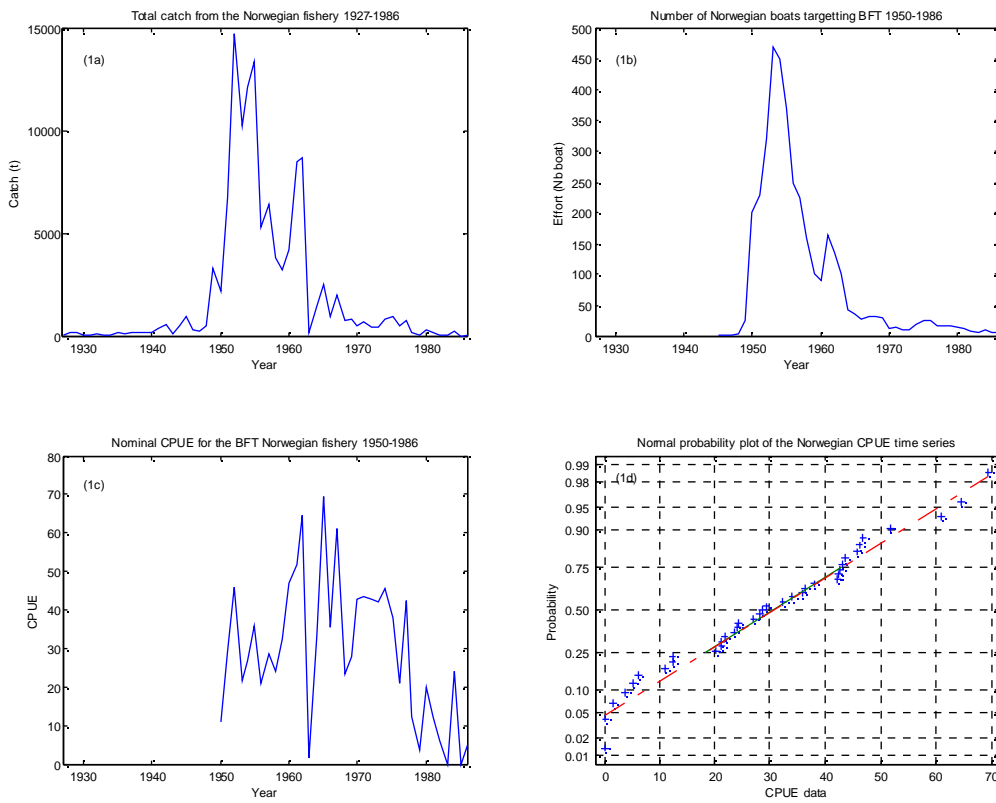 Total catch from the Norwegian fishery 1927-1986
(1a)
15000
10000
5000
0
Catch (t)
1930 1940 1950 1960 1970 1980
Year
Number of Norwegian boats targetting BFT 1950-1986
(1b)
500
450
400
350
300
250
200
150
100
50
0
Effort (Nb boat)
1930 1940 1950 1960 1970 1980
Year
Nominal CPUE for the BFT Norwegian fishery 1950-1986
(1c)
80
70
60
50
40
30
20
10
0
CPUE
1930 1940 1950 1960 1970 1980
Year
Normal probability plot of the Norwegian CPUE time series
(1d)
0.99
0.98
0.95
0.90
0.75
0.50
0.25
0.10
0.05
0.02
0.01
Probability
0 10 20 30 40 50 60 70
CPUE data